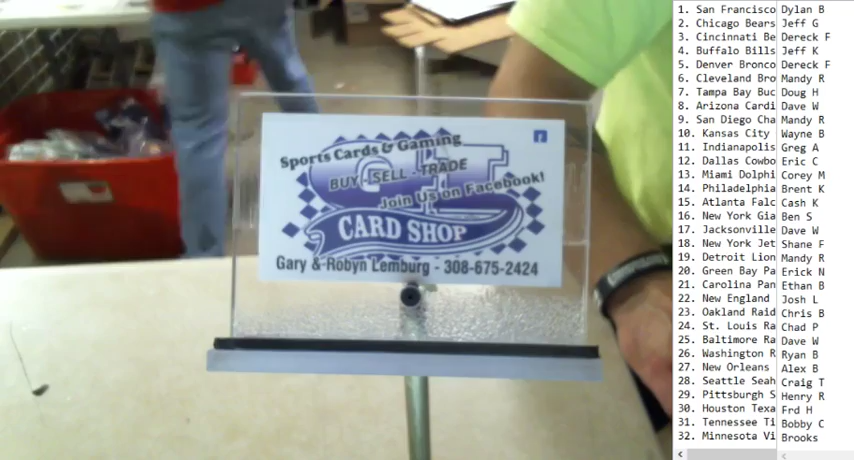 Sports Cards & Gaming
BUY - SELL - TRADE
Join Us on Facebook!
CARD SHOP
Gary & Robyn Lemburg - 308-675-2424
1. San Francisco Dylan B
2. Chicago Bears Jeff G
3. Cincinnati Be Dereck F
4. Buffalo Bills Jeff K
5. Denver Bronco Dereck F
6. Cleveland Bro Mandy R
7. Tampa Bay Buc Doug H
8. Arizona Cardi Dave W
9. San Diego Cha Mandy R
10. Kansas City Wayne B
11. Indianapolis Greg A
12. Dallas Cowbo Eric C
13. Miami Dolphi Corey M
14. Philadelphia Brent K
15. Atlanta Falc Cash K
16. New York Gia Ben S
17. Jacksonville Dave W
18. New York Jet Shane F
19. Detroit Lion Mandy R
20. Green Bay Pa Erick N
21. Carolina Pan Ethan B
22. New England Josh L
23. Oakland Raid Chris B
24. St. Louis Ra Chad P
25. Baltimore Ra Dave W
26. Washington R Ryan B
27. New Orleans Alex B
28. Seattle Seah Craig T
29. Pittsburgh S Henry R
30. Houston Texa Frd H
31. Tennessee Ti Bobby C
32. Minnesota Vi Brooks